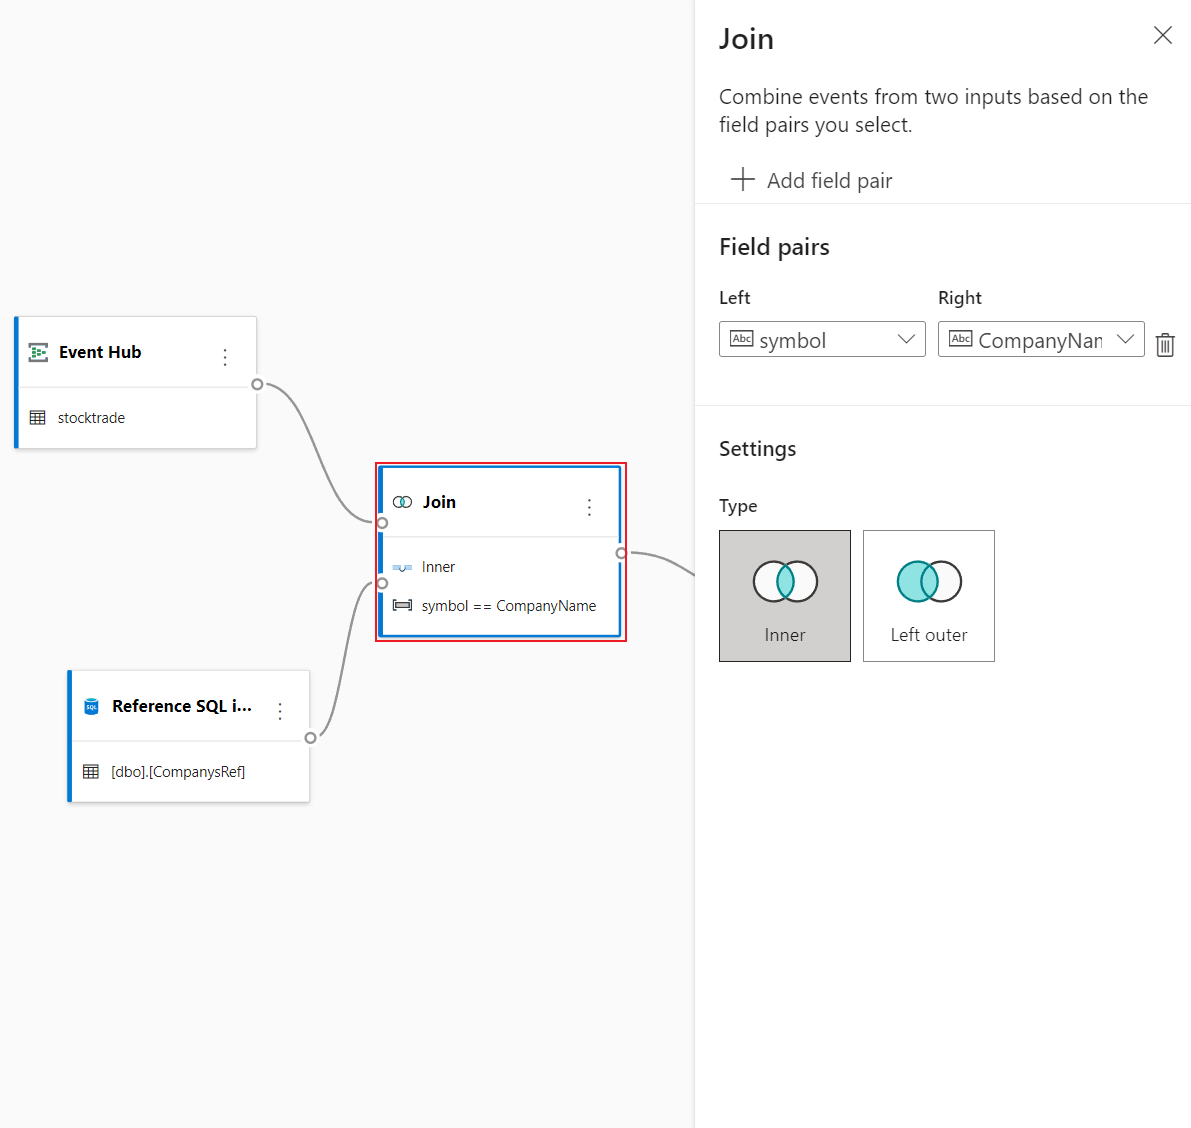 Event Hub
stocktrade
Join
Inner
symbol == CompanyName
Reference SQL i...
SQL
[dbo].[CompanysRef]
Join
Combine events from two inputs based on the
field pairs you select.
Add field pair
Field pairs
Left
Right
Abc symbol
Abc CompanyNan
Settings
Type
Inner
Left outer